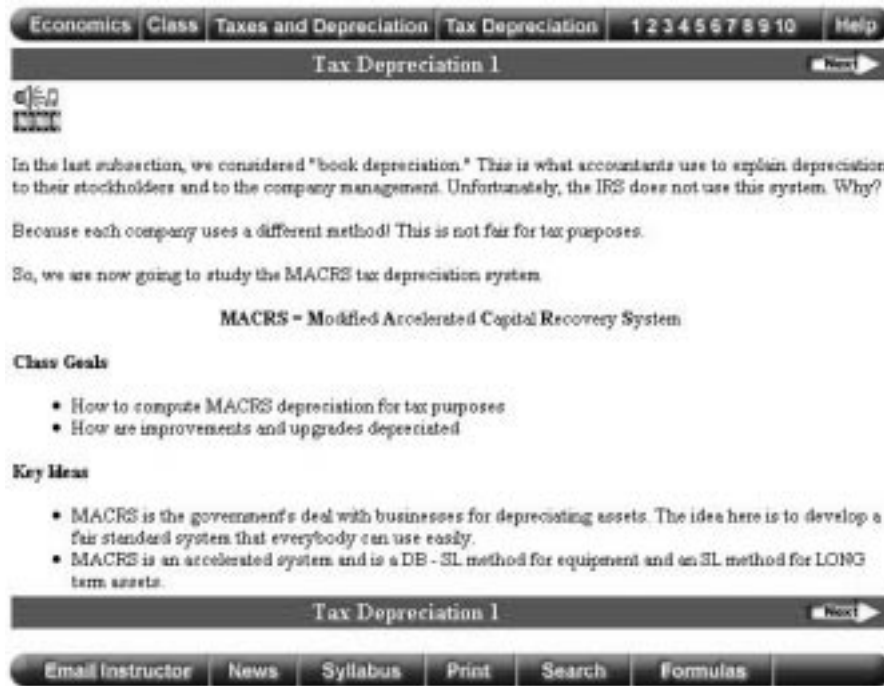 Economics Class Taxes and Depreciation Tax Depreciation 1 2 3 4 5 6 7 8 9 10 Help
Tax Depreciation 1 Next
In the last subsection, we considered "book depreciation." This is what accountants use to explain depreciation
to their stockholders and to the company management. Unfortunately, the IRS does not use this system. Why?
Because each company uses a different method! This is not fair for tax purposes.
So, we are now going to study the MACRS tax depreciation system
MACRS = Modified Accelerated Capital Recovery System
Class Goals
• How to compute MACRS depreciation for tax purposes
• How are improvements and upgrades depreciated
Key Ideas
• MACRS is the government's deal with businesses for depreciating assets. The idea here is to develop a
fair standard system that everybody can use easily.
• MACRS is an accelerated system and is a DB - SL method for equipment and an SL method for LONG
term assets.
Tax Depreciation 1 Next
Email Instructor News Syllabus Print Search Formulas